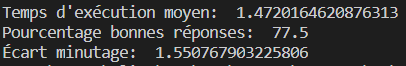 Temps d'exécution moyen:  1.4720164620876313
Pourcentage bonnes réponses:  77.5
Écart minutage:  1.550767903225806